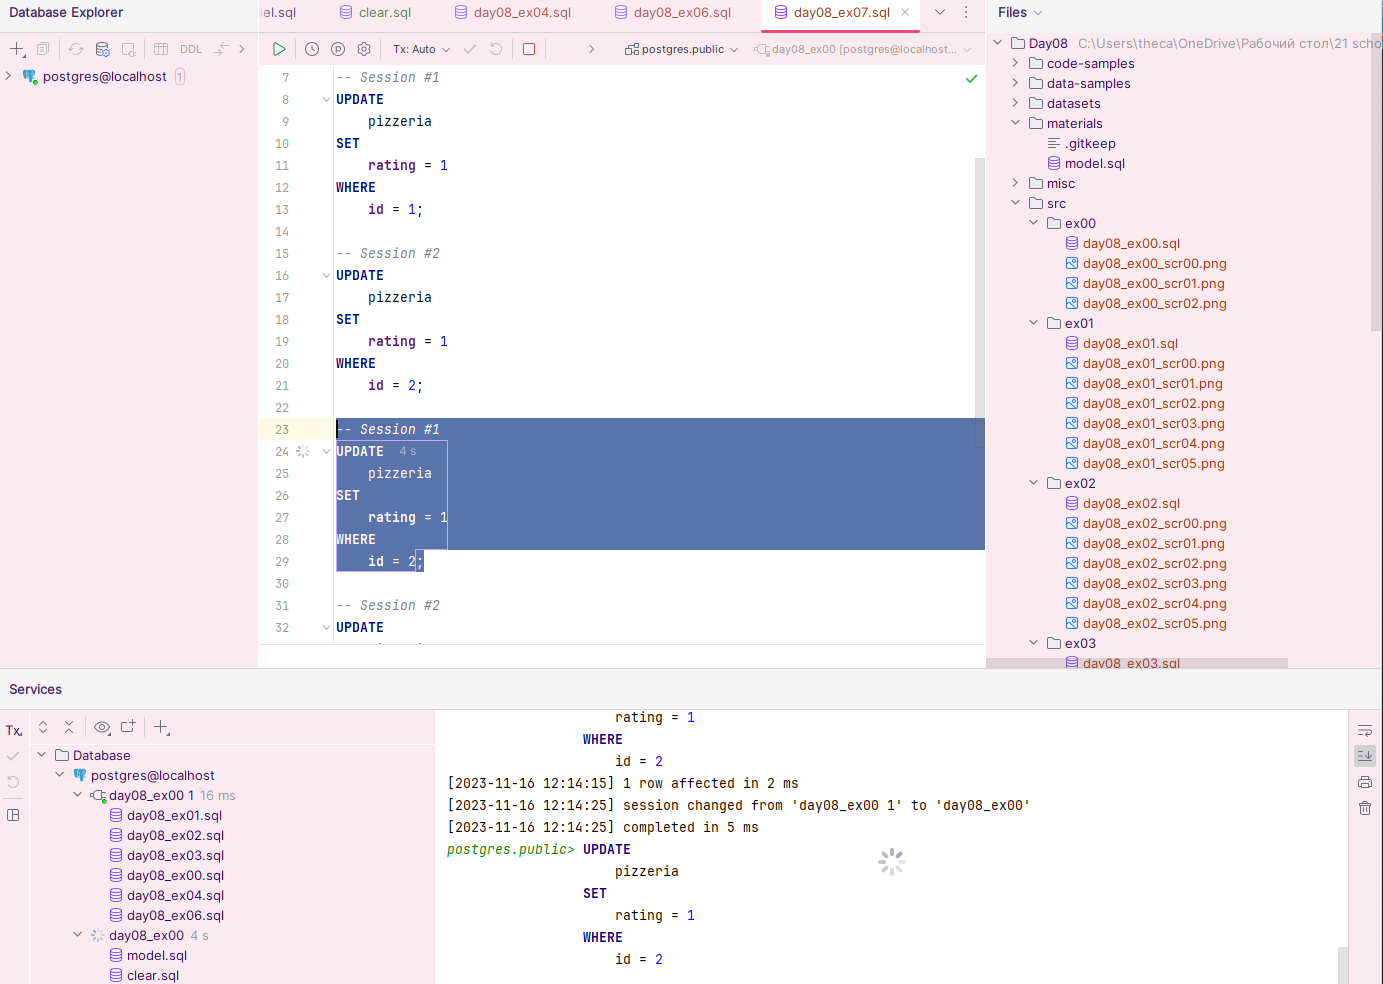 Database Explorer
el.sql
clear.sql
day08_ex04.sql
day08_ex06.sql
day08_ex07.sql
Files
DDL
Tx: Auto
postgres.public
day08_ex00 [postgres@localhost...
postgres@localhost 1
7 -- Session #1
8 UPDATE
9 pizzeria
10 SET
11 rating = 1
12 WHERE
13 id = 1;
14
15 -- Session #2
16 UPDATE
17 pizzeria
18 SET
19 rating = 1
20 WHERE
21 id = 2;
22
23 -- Session #1
24 UPDATE 4 s
25 pizzeria
26 SET
27 rating = 1
28 WHERE
29 id = 2;
30
31 -- Session #2
32 UPDATE
Day08 C:\Users\theca\OneDrive\Рабочий стол\21 scho
code-samples
data-samples
datasets
materials
.gitkeep
model.sql
misc
src
ex00
day08_ex00.sql
day08_ex00_scr00.png
day08_ex00_scr01.png
day08_ex00_scr02.png
ex01
day08_ex01.sql
day08_ex01_scr00.png
day08_ex01_scr01.png
day08_ex01_scr02.png
day08_ex01_scr03.png
day08_ex01_scr04.png
day08_ex01_scr05.png
ex02
day08_ex02.sql
day08_ex02_scr00.png
day08_ex02_scr01.png
day08_ex02_scr02.png
day08_ex02_scr03.png
day08_ex02_scr04.png
day08_ex02_scr05.png
ex03
day08_ex03.sql
Services
Tx
Database
postgres@localhost
day08_ex00 1 16 ms
day08_ex01.sql
day08_ex02.sql
day08_ex03.sql
day08_ex00.sql
day08_ex04.sql
day08_ex06.sql
day08_ex00 4 s
model.sql
clear.sql
rating = 1
WHERE
id = 2
[2023-11-16 12:14:15] 1 row affected in 2 ms
[2023-11-16 12:14:25] session changed from 'day08_ex00 1' to 'day08_ex00'
[2023-11-16 12:14:25] completed in 5 ms
postgres.public> UPDATE
pizzeria
SET
rating = 1
WHERE
id = 2